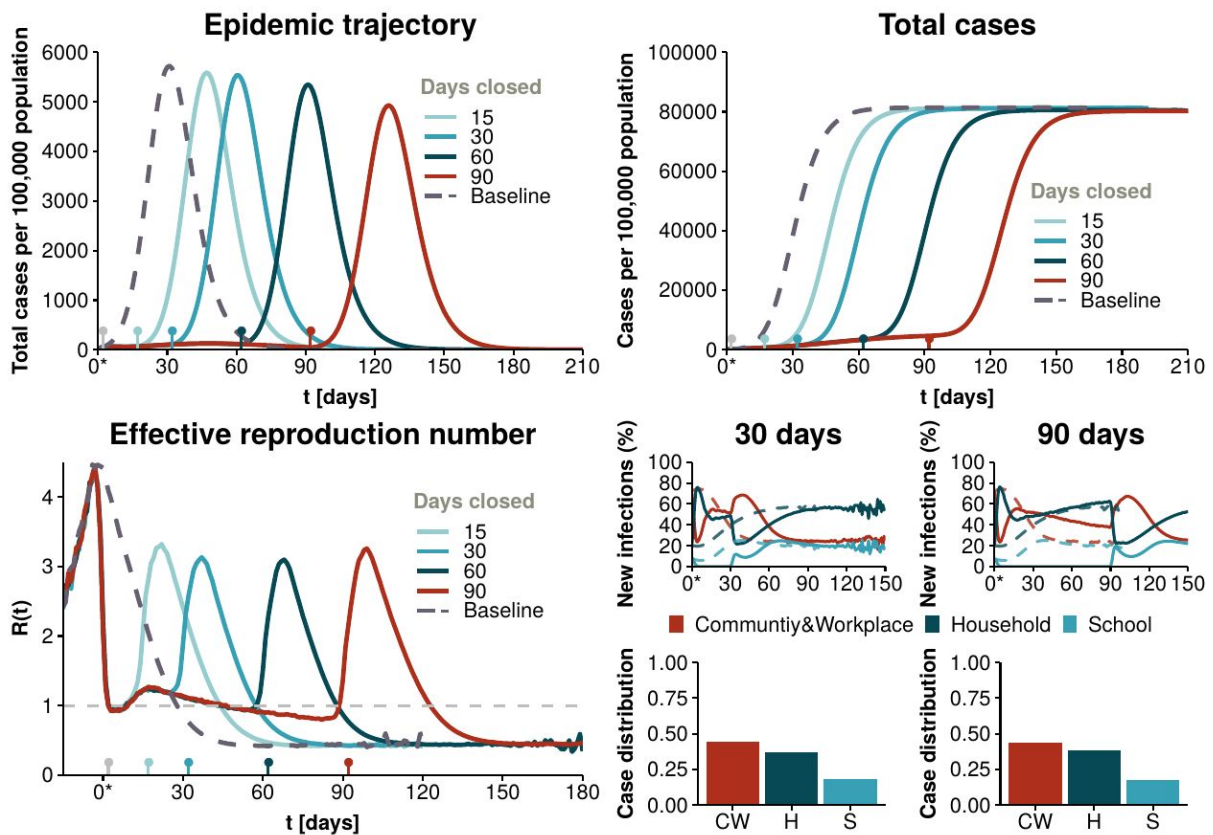 Epidemic trajectory
Total cases per 100,000 population
6000
5000
4000
3000
2000
1000
0
Days closed
15
30
60
90
Baseline
0* 30 60 90 120 150 180 210
t [days]
Total cases
Cases per 100,000 population
100000
80000
60000
40000
20000
0
Days closed
15
30
60
90
Baseline
0* 30 60 90 120 150 180 210
t [days]
Effective reproduction number
R(t)
4
3
2
1
0
Days closed
15
30
60
90
Baseline
0* 30 60 90 120 150 180
t [days]
30 days
New infections (%)
100
80
60
40
20
0
0* 30 60 90 120 150
90 days
New infections (%)
100
80
60
40
20
0
0* 30 60 90 120 150
Communtiy&Workplace Household School
Case distribution
1.00
0.75
0.50
0.25
0.00
CW H S
Case distribution
1.00
0.75
0.50
0.25
0.00
CW H S